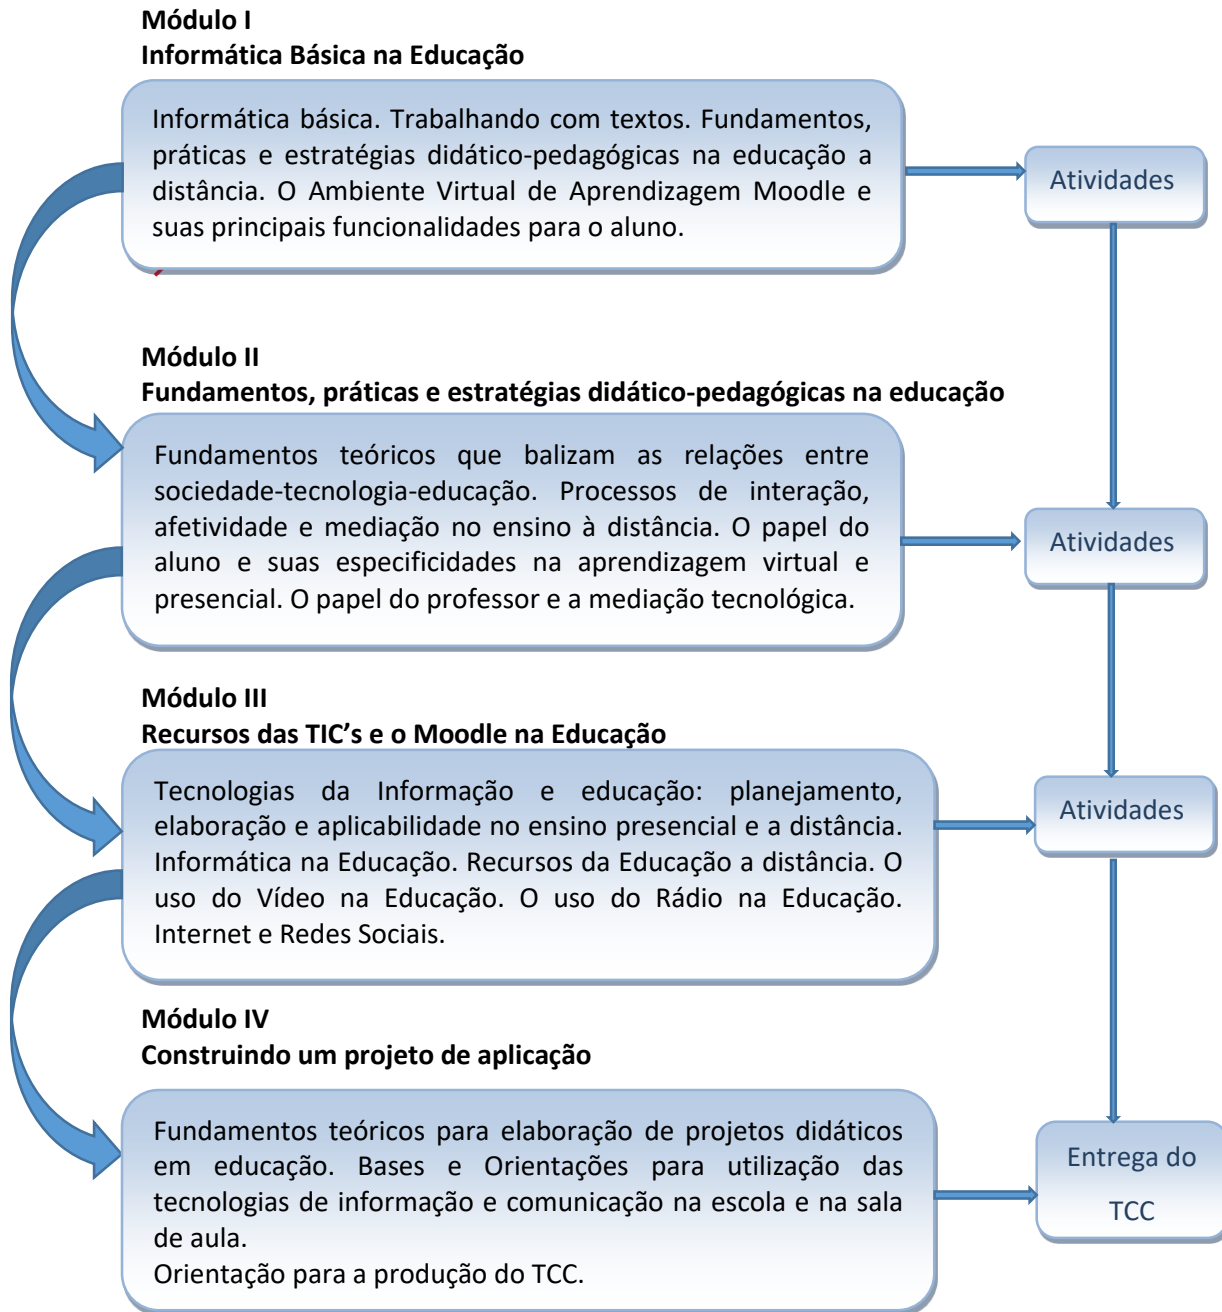 Módulo I
Informática Básica na Educação
Informática básica. Trabalhando com textos. Fundamentos,
práticas e estratégias didático-pedagógicas na educação a
distância. O Ambiente Virtual de Aprendizagem Moodle e
suas principais funcionalidades para o aluno.
Atividades
Módulo II
Fundamentos, práticas e estratégias didático-pedagógicas na educação
Fundamentos teóricos que balizam as relações entre
sociedade-tecnologia-educação. Processos de interação,
afetividade e mediação no ensino à distância. O papel do
aluno e suas especificidades na aprendizagem virtual e
presencial. O papel do professor e a mediação tecnológica.
Atividades
Módulo III
Recursos das TIC’s e o Moodle na Educação
Tecnologias da Informação e educação: planejamento,
elaboração e aplicabilidade no ensino presencial e a distância.
Informática na Educação. Recursos da Educação a distância. O
uso do Vídeo na Educação. O uso do Rádio na Educação.
Internet e Redes Sociais.
Atividades
Módulo IV
Construindo um projeto de aplicação
Fundamentos teóricos para elaboração de projetos didáticos
em educação. Bases e Orientações para utilização das
tecnologias de informação e comunicação na escola e na sala
de aula.
Orientação para a produção do TCC.
Entrega do
TCC